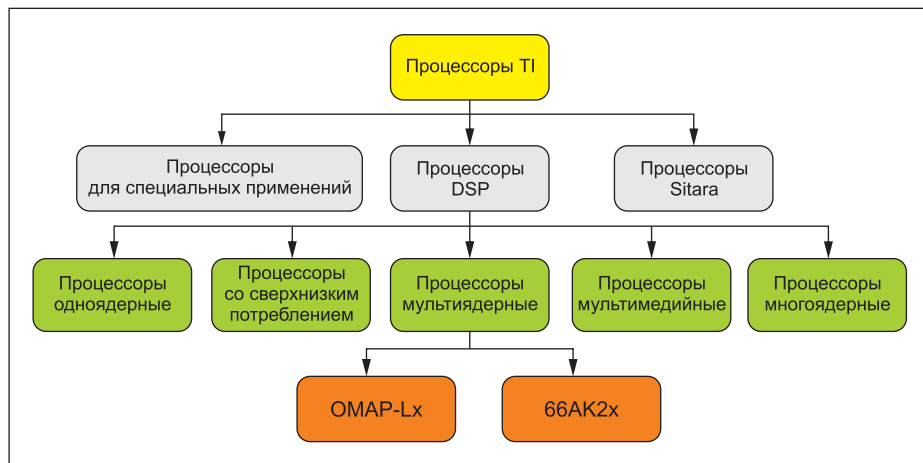 Процессоры TI
Процессоры
для специальных применений
Процессоры
DSP
Процессоры
Sitara
Процессоры
одноядерные
Процессоры
со сверхнизким
потреблением
Процессоры
мультиядерные
Процессоры
мультимедийные
Процессоры
многоядерные
OMAP-Lx
66AK2x